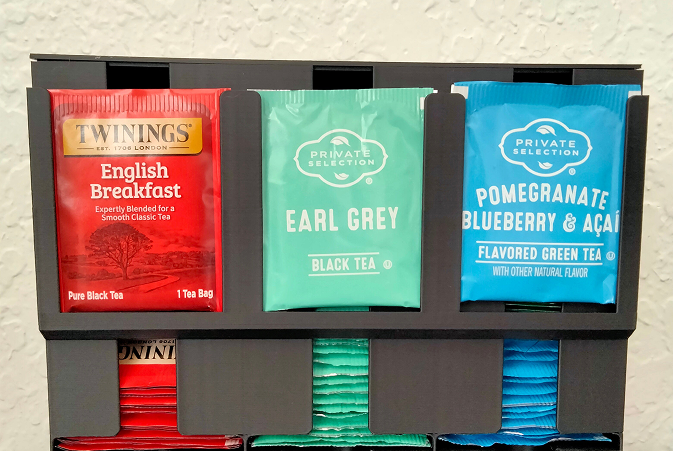 TWININGS®
EST. 1706 LONDON
English
Breakfast
Expertly Blended for a
Smooth Classic Tea
Pure Black Tea
1 Tea Bag
PRIVATE
SELECTION®
EARL GREY
BLACK TEA
PRIVATE
SELECTION®
POMEGRANATE
BLUEBERRY & AÇAÍ
FLAVORED GREEN TEA
WITH OTHER NATURAL FLAVOR